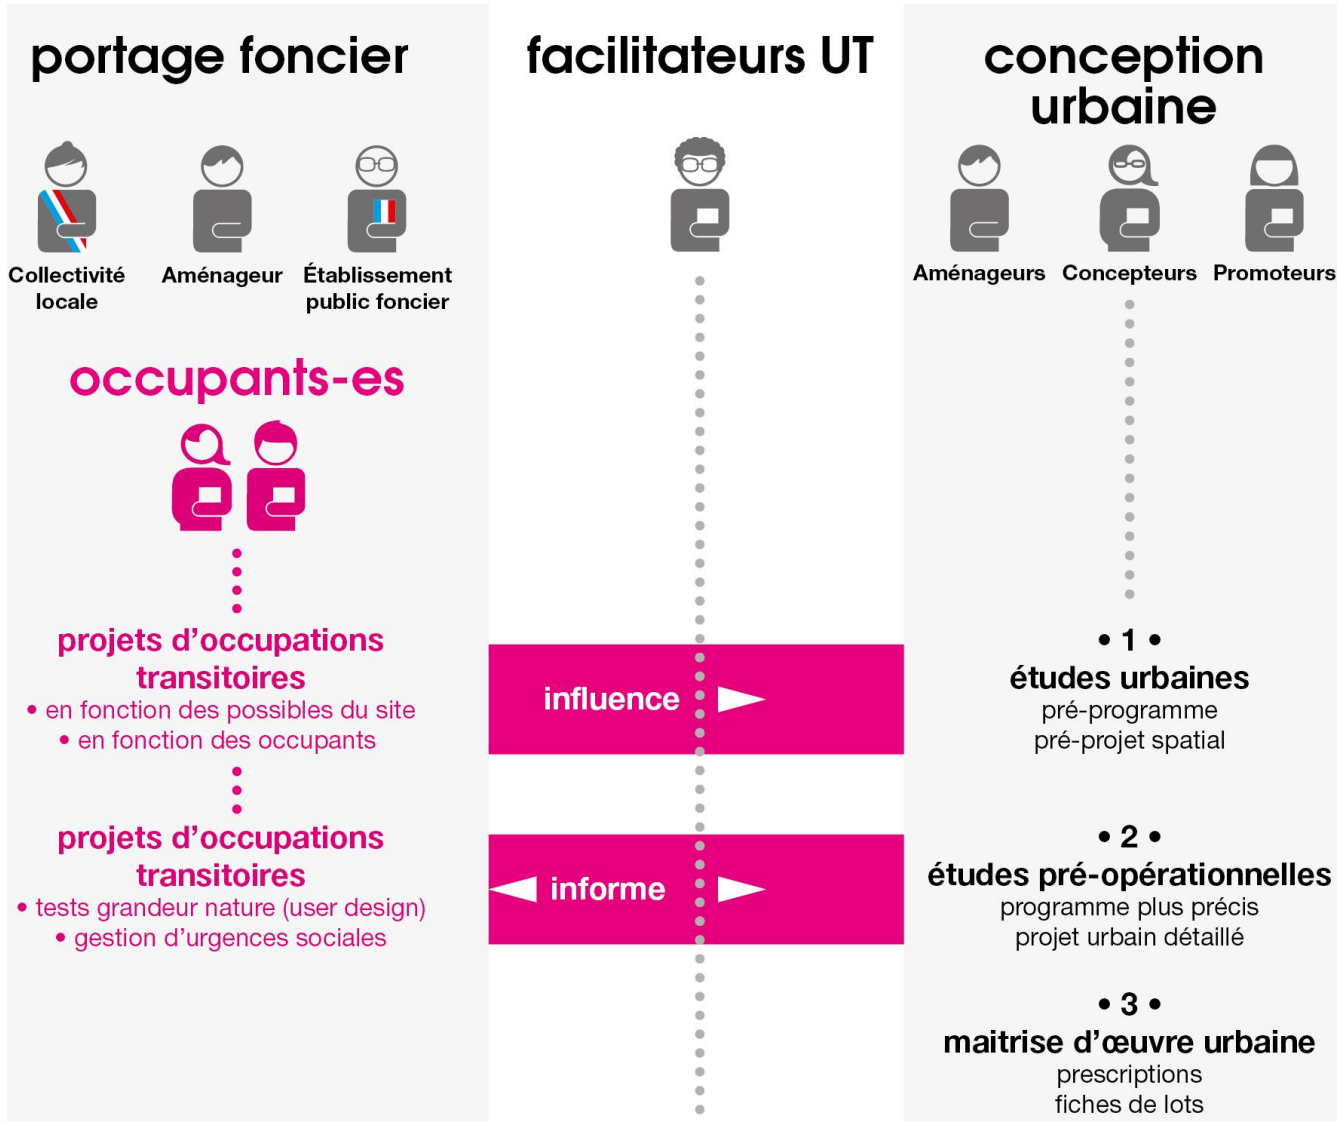 portage foncier
Collectivité
locale
Aménageur
Établissement
public foncier
occupants-es
projets d'occupations
transitoires
• en fonction des possibles du site
• en fonction des occupants
projets d'occupations
transitoires
• tests grandeur nature (user design)
• gestion d'urgences sociales
facilitateurs UT
influence
informe
conception
urbaine
Aménageurs
Concepteurs
Promoteurs
• 1 •
études urbaines
pré-programme
pré-projet spatial
• 2 •
études pré-opérationnelles
programme plus précis
projet urbain détaillé
• 3 •
maitrise d'œuvre urbaine
prescriptions
fiches de lots